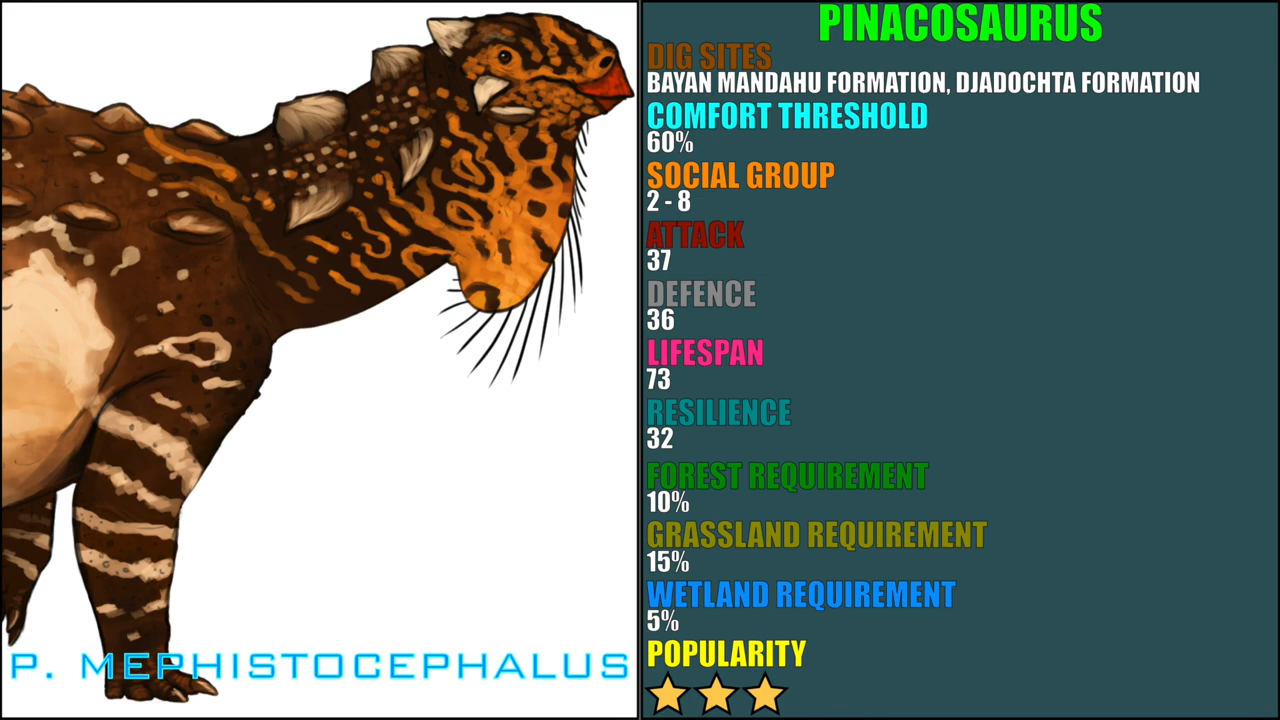 PINACOSAURUS
DIG SITES
BAYAN MANDAHU FORMATION, DJADOCHTA FORMATION
COMFORT THRESHOLD
60%
SOCIAL GROUP
2 - 8
ATTACK
37
DEFENCE
36
LIFESPAN
73
RESILIENCE
32
FOREST REQUIREMENT
10%
GRASSLAND REQUIREMENT
15%
WETLAND REQUIREMENT
5%
POPULARITY
P. MEPHISTOCEPHALUS